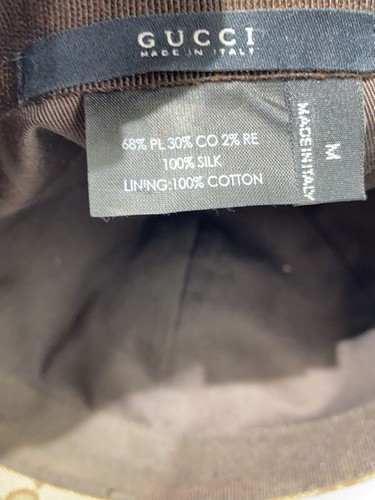 GUCCI
MADE IN ITALY
68% PL 30% CO 2% RE
100% SILK
LINING:100% COTTON
MADE IN ITALY
M